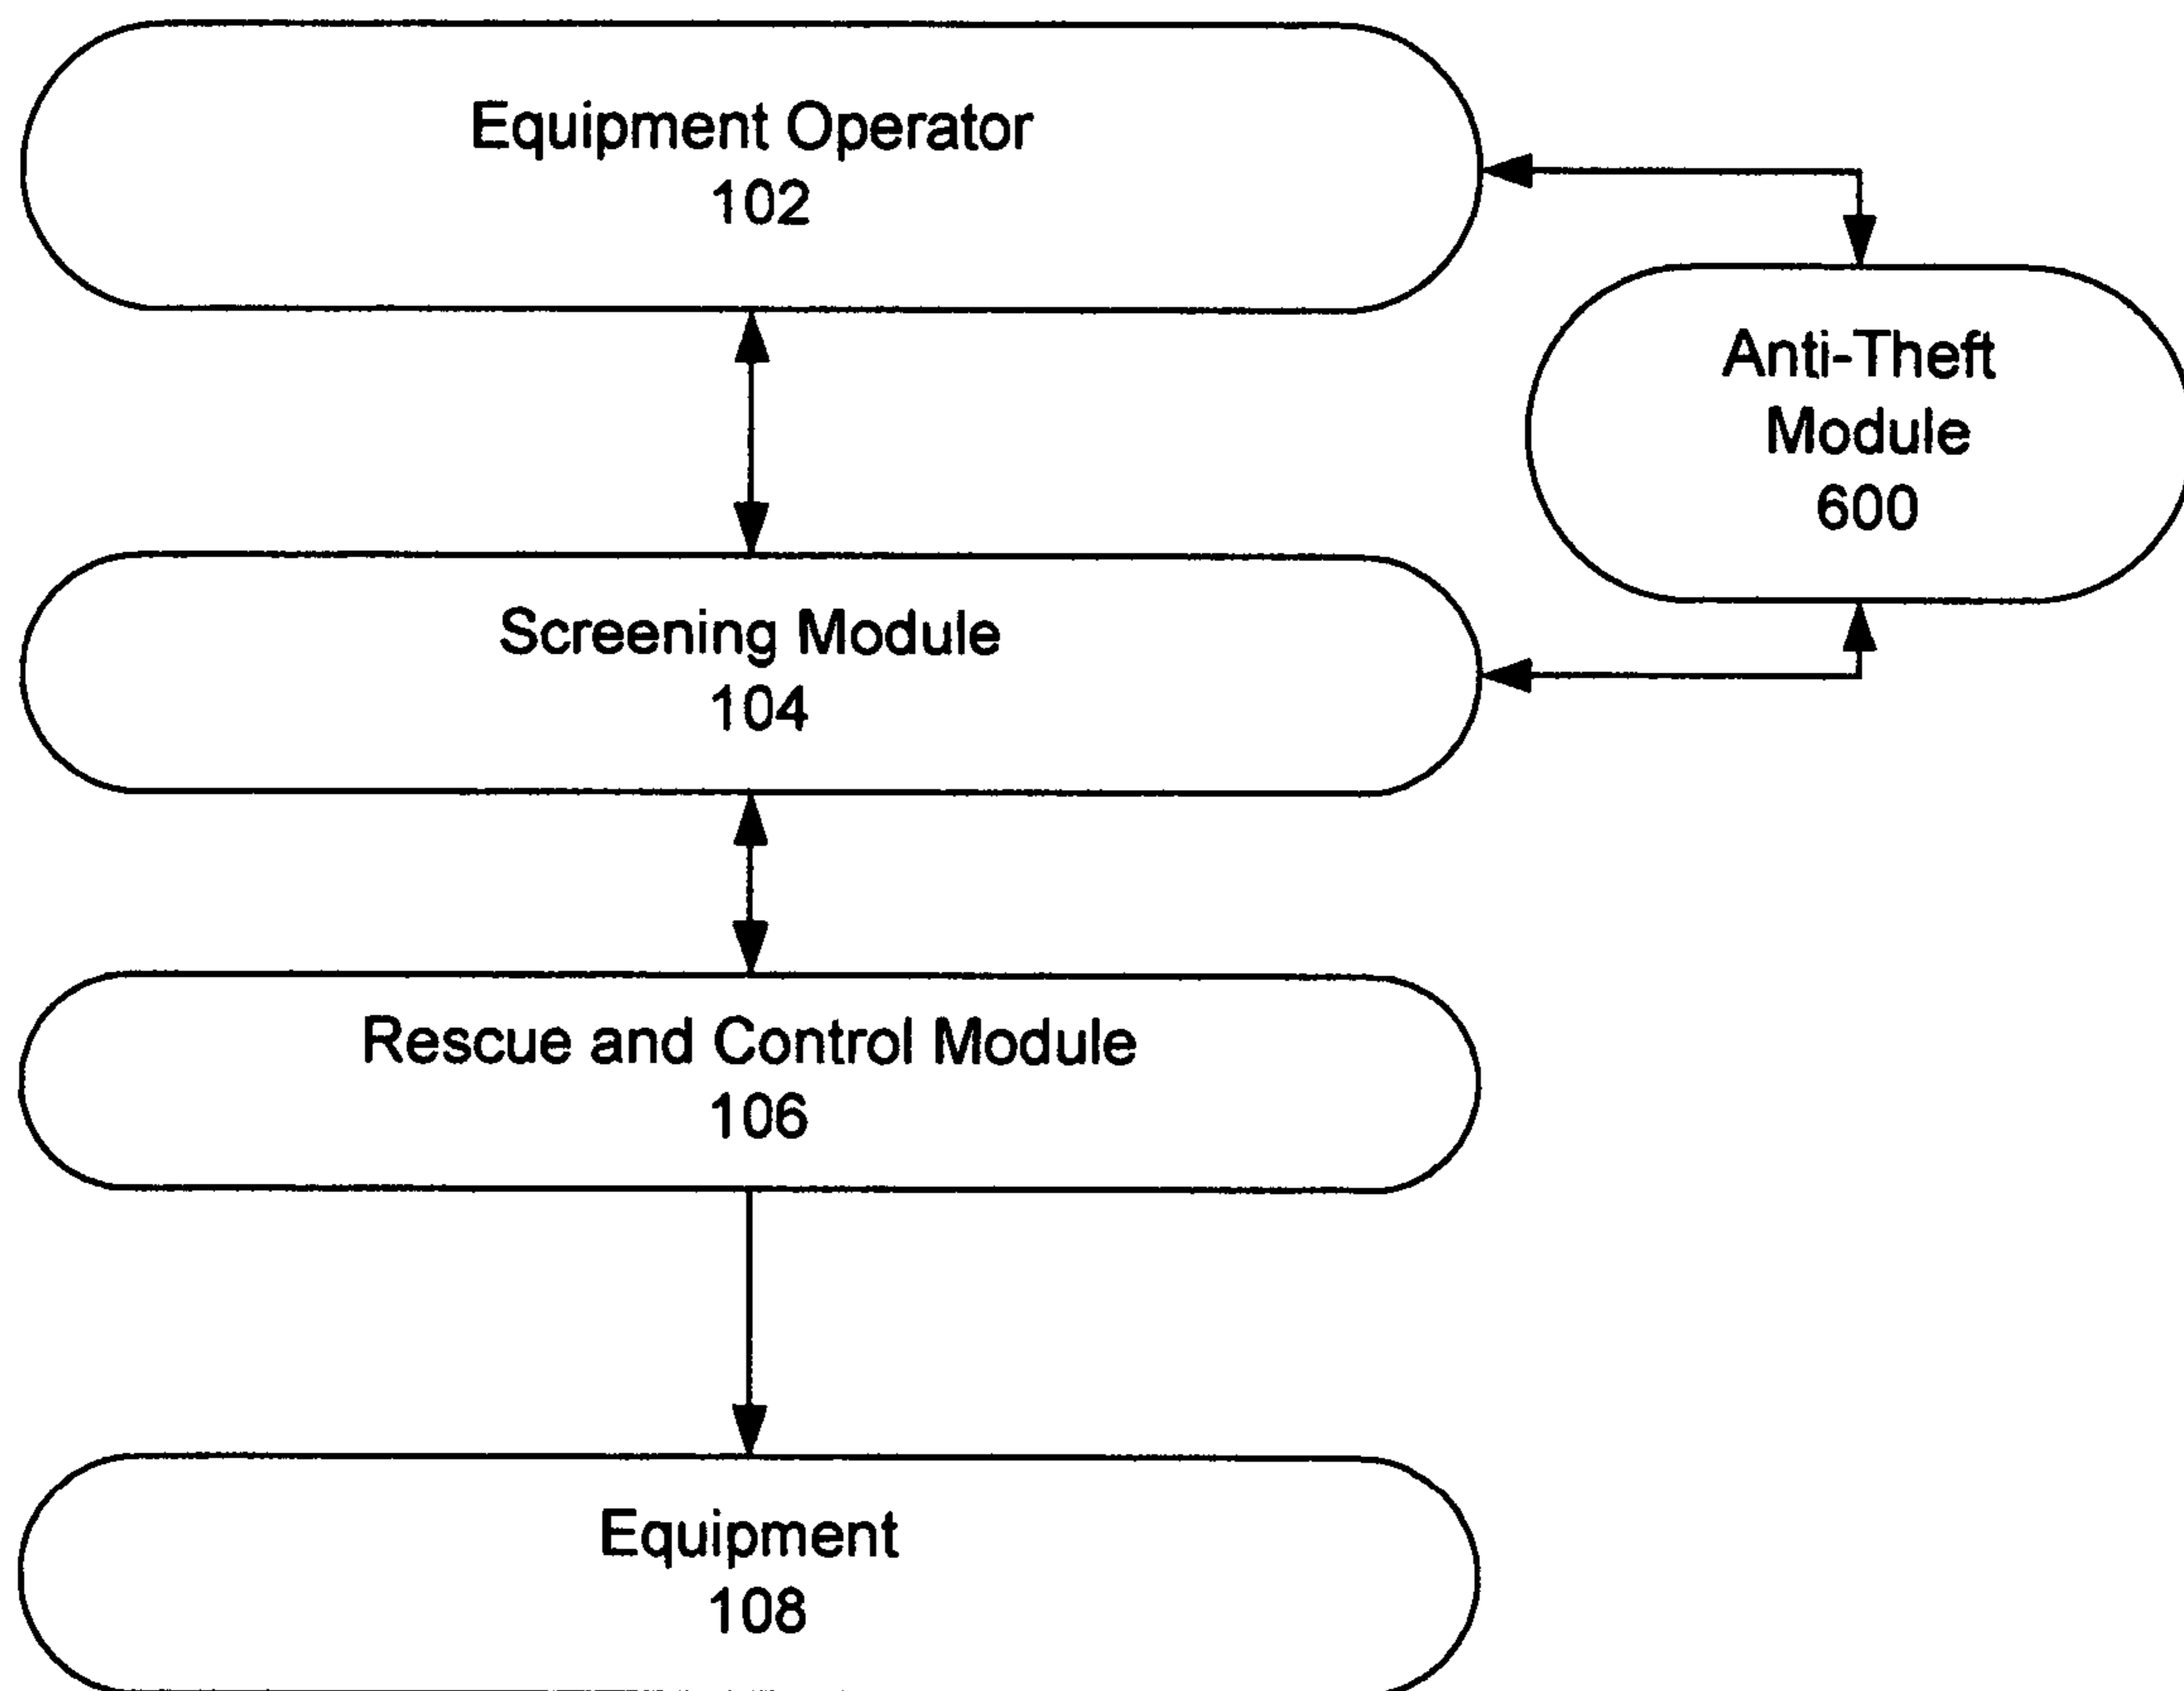 Equipment Operator
102
Anti-Theft
Module
600
Screening Module
104
Rescue and Control Module
106
Equipment
108